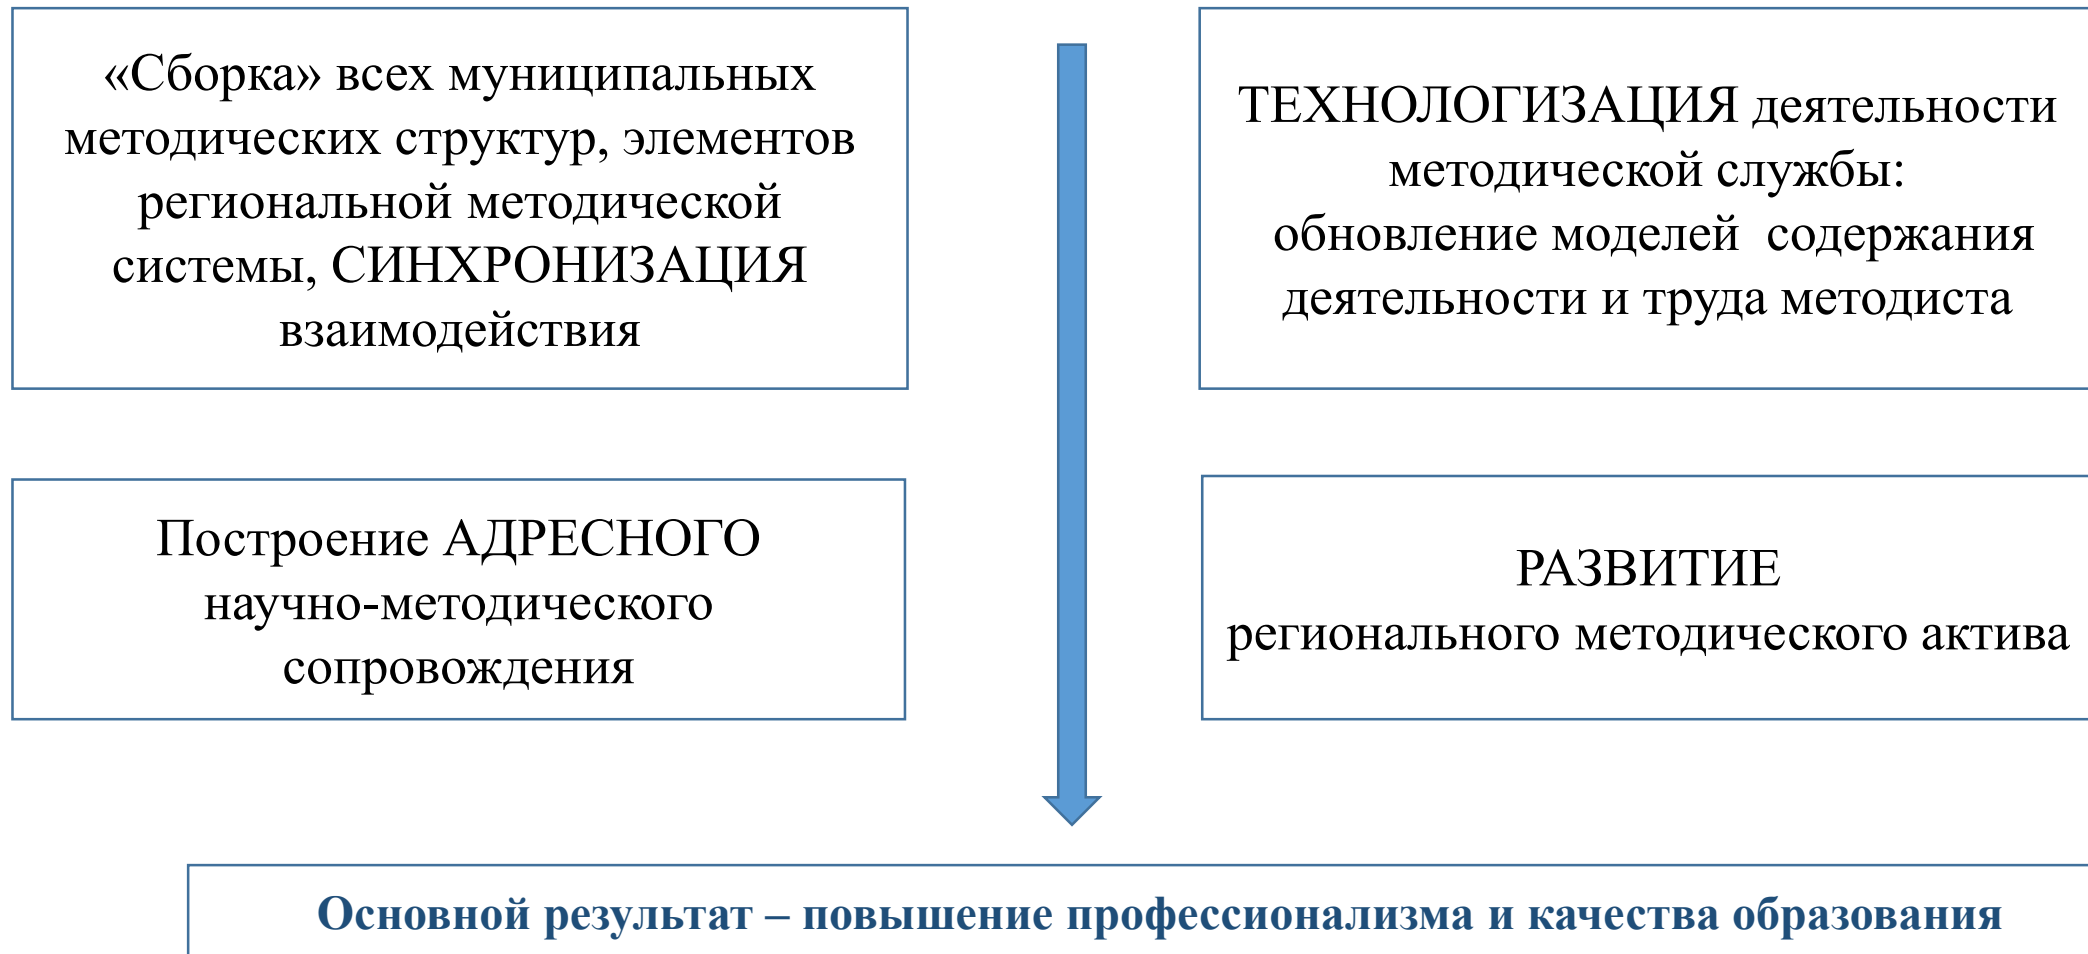 «Сборка» всех муниципальных
методических структур, элементов
региональной методической
системы, СИНХРОНИЗАЦИЯ
взаимодействия
ТЕХНОЛОГИЗАЦИЯ деятельности
методической службы:
обновление моделей  содержания
деятельности и труда методиста
Построение АДРЕСНОГО
научно-методического
сопровождения
РАЗВИТИЕ
регионального методического актива
Основной результат – повышение профессионализма и качества образования